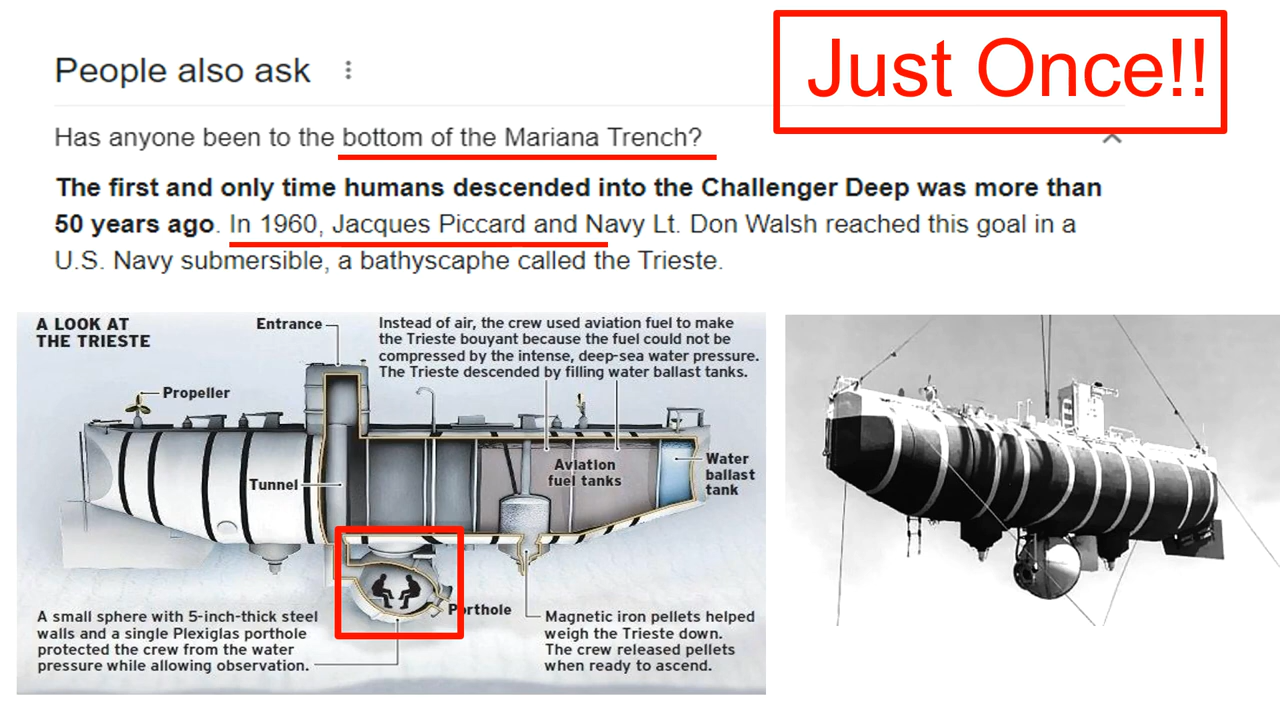 Just Once!!
People also ask
Has anyone been to the bottom of the Mariana Trench?
The first and only time humans descended into the Challenger Deep was more than
50 years ago. In 1960, Jacques Piccard and Navy Lt. Don Walsh reached this goal in a
U.S. Navy submersible, a bathyscaphe called the Trieste.
A LOOK AT
THE TRIESTE
Entrance
Instead of air, the crew used aviation fuel to make
the Trieste bouyant because the fuel could not be
compressed by the intense, deep-sea water pressure.
The Trieste descended by filling water ballast tanks.
Propeller
Tunnel
Aviation
fuel tanks
Water
ballast
tank
Porthole
A small sphere with 5-inch-thick steel
walls and a single Plexiglas porthole
protected the crew from the water
pressure while allowing observation.
Magnetic iron pellets helped
weigh the Trieste down.
The crew released pellets
when ready to ascend.